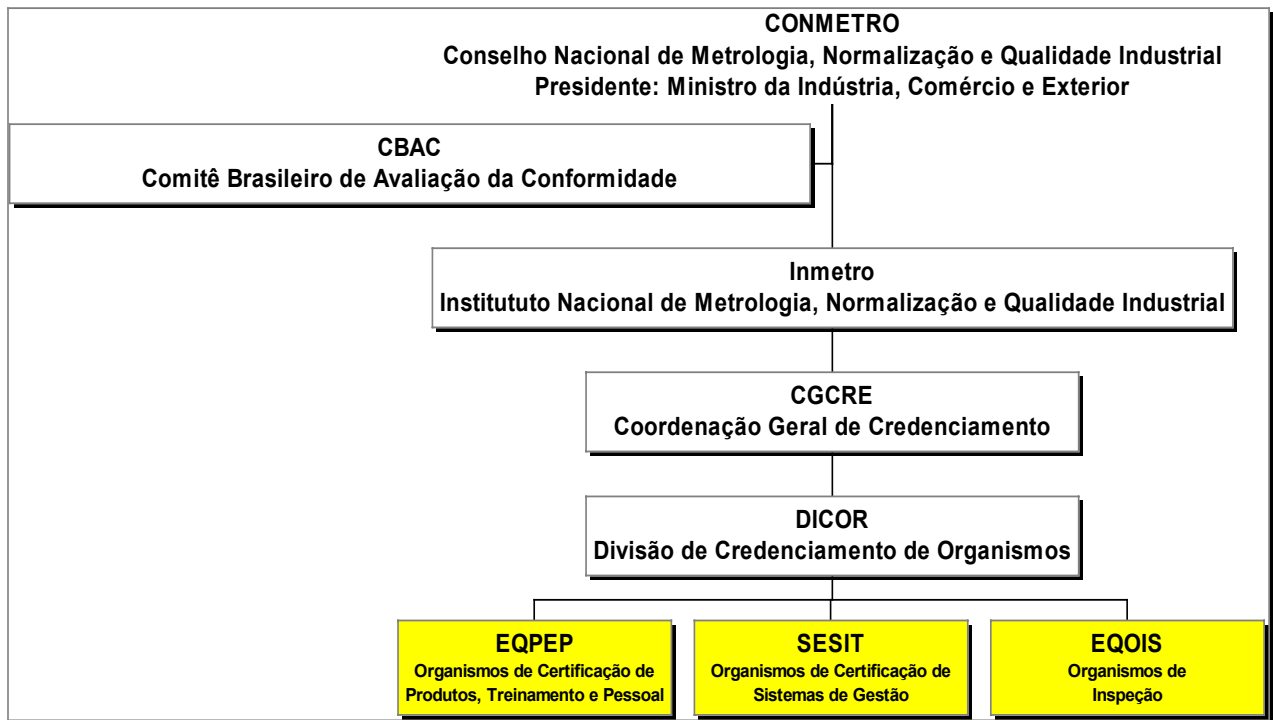 CONMETRO
Conselho Nacional de Metrologia, Normalização e Qualidade Industrial
Presidente: Ministro da Indústria, Comércio e Exterior
CBAC
Comitê Brasileiro de Avaliação da Conformidade
Inmetro
Institututo Nacional de Metrologia, Normalização e Qualidade Industrial
CGCRE
Coordenação Geral de Credenciamento
DICOR
Divisão de Credenciamento de Organismos
EQPEP
Organismos de Certificação de
Produtos, Treinamento e Pessoal
SESIT
Organismos de Certificação de
Sistemas de Gestão
EQOIS
Organismos de
Inspeção